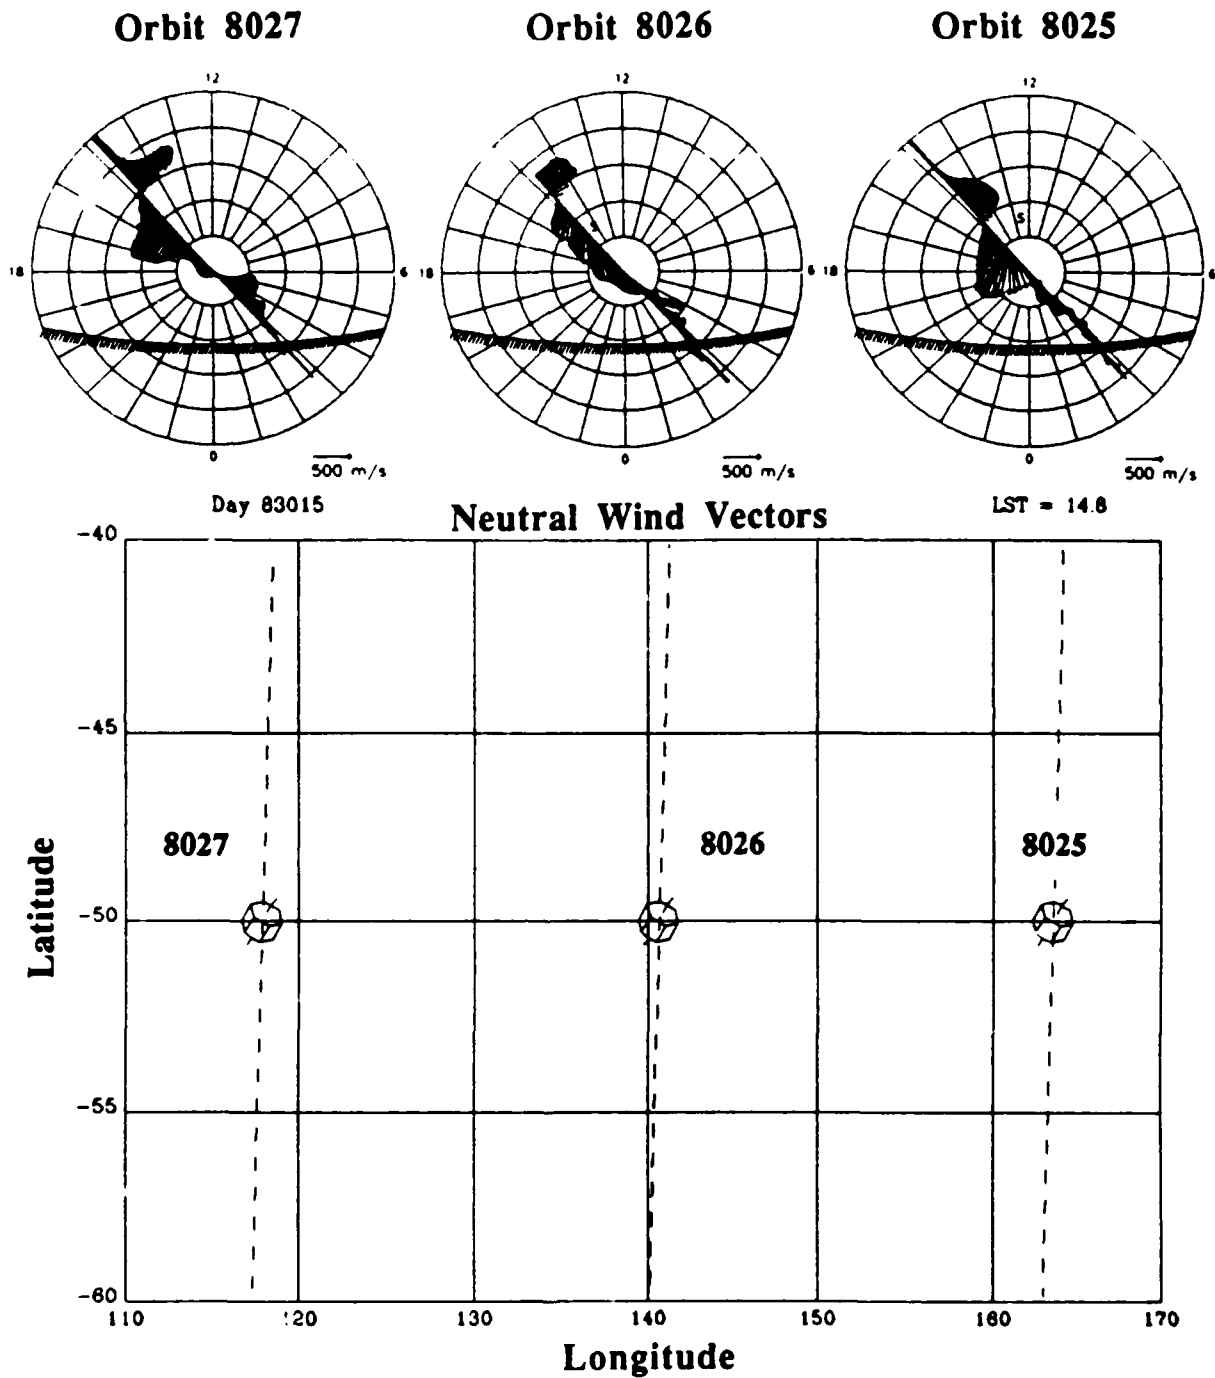 Orbit 8027 Orbit 8026 Orbit 8025
12 12 12
S S
18 6 18 6
0 0 0
500 m/s 500 m/s 500 m/s
Day 83015 Neutral Wind Vectors LST = 14.8
-40
-45
8027 8026 8025
-50
-55
-60
110 120 130 140 150 160 170
Latitude
Longitude